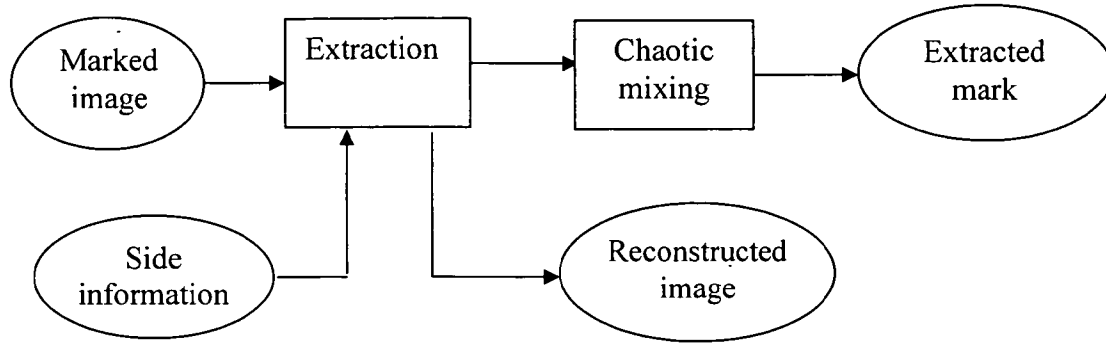 Marked
image
Extraction
Chaotic
mixing
Extracted
mark
Side
information
Reconstructed
image